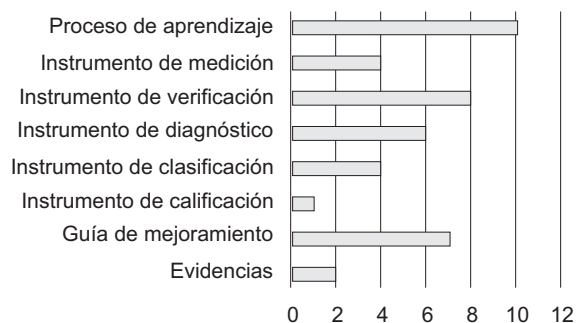 Proceso de aprendizaje
Instrumento de medición
Instrumento de verificación
Instrumento de diagnóstico
Instrumento de clasificación
Instrumento de calificación
Guía de mejoramiento
Evidencias
0 2 4 6 8 10 12